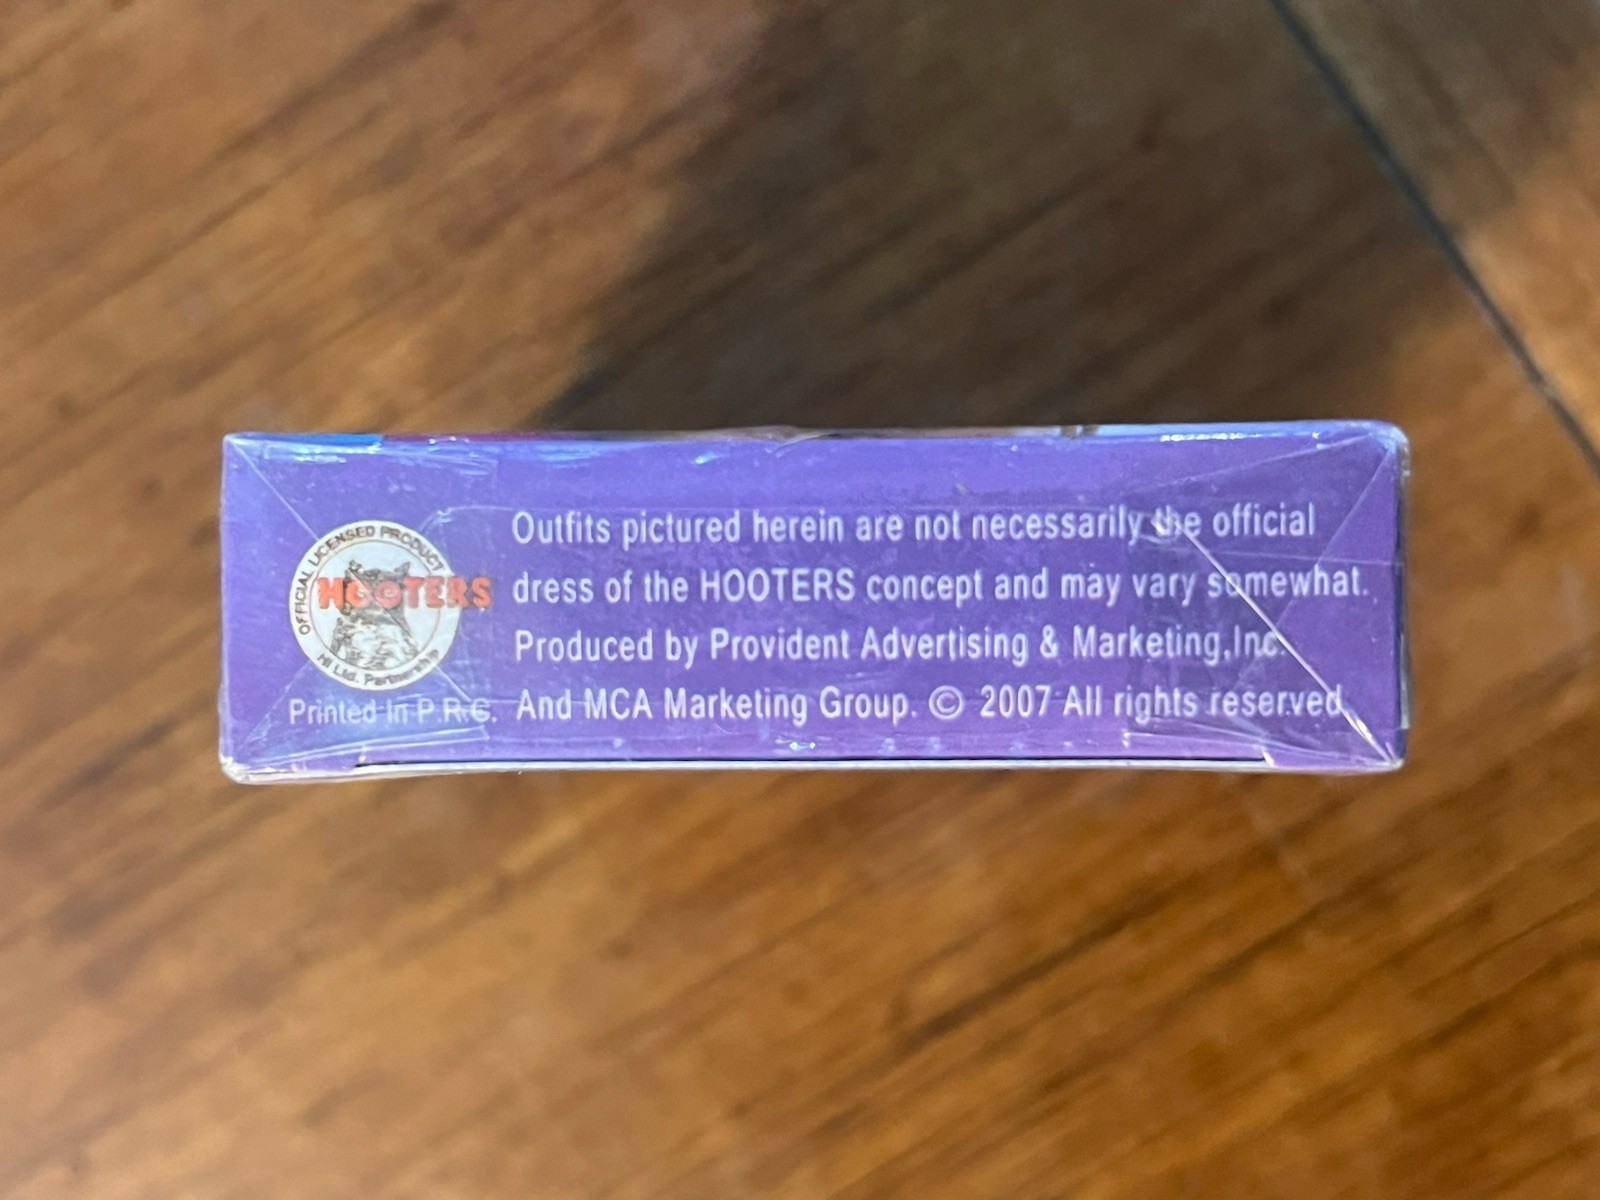 OFFICIAL LICENSED PRODUCT
HOOTERS
HI Ltd. Partnership
Printed In P.R.C.
Outfits pictured herein are not necessarily the official
dress of the HOOTERS concept and may vary somewhat.
Produced by Provident Advertising & Marketing,Inc.
And MCA Marketing Group. © 2007 All rights reserved.